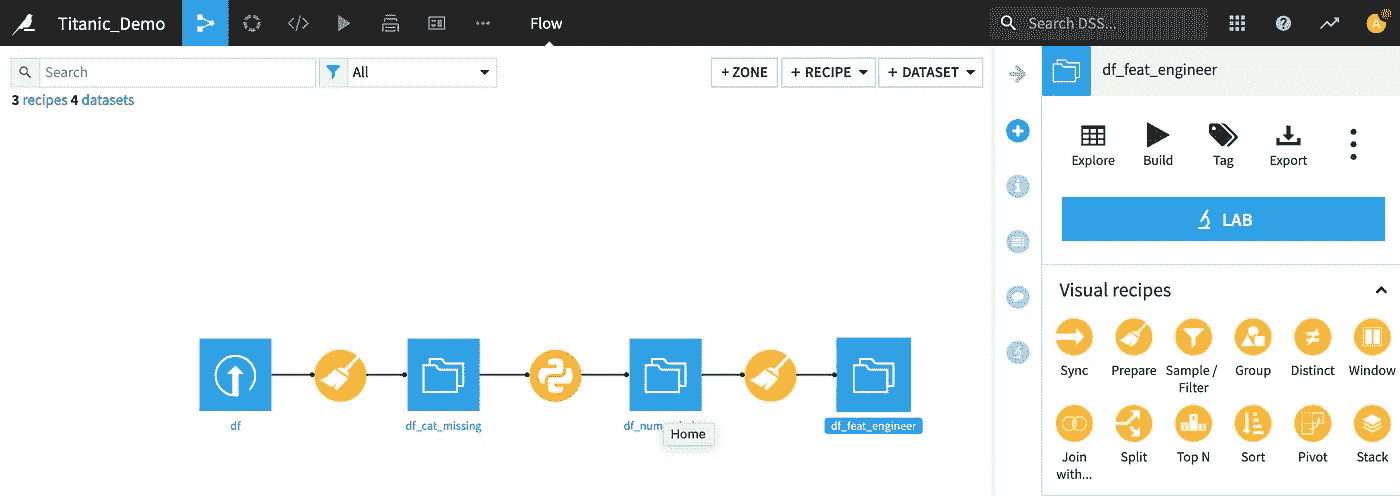 Titanic_Demo
Flow
Search DSS...
A
Search
All
+ ZONE
+ RECIPE
+ DATASET
3 recipes 4 datasets
df_feat_engineer
Explore
Build
Tag
Export
LAB
Visual recipes
Sync
Prepare
Sample /
Filter
Group
Distinct
Window
Join
with...
Split
Top N
Sort
Pivot
Stack
df
df_cat_missing
Home
df_feat_engineer